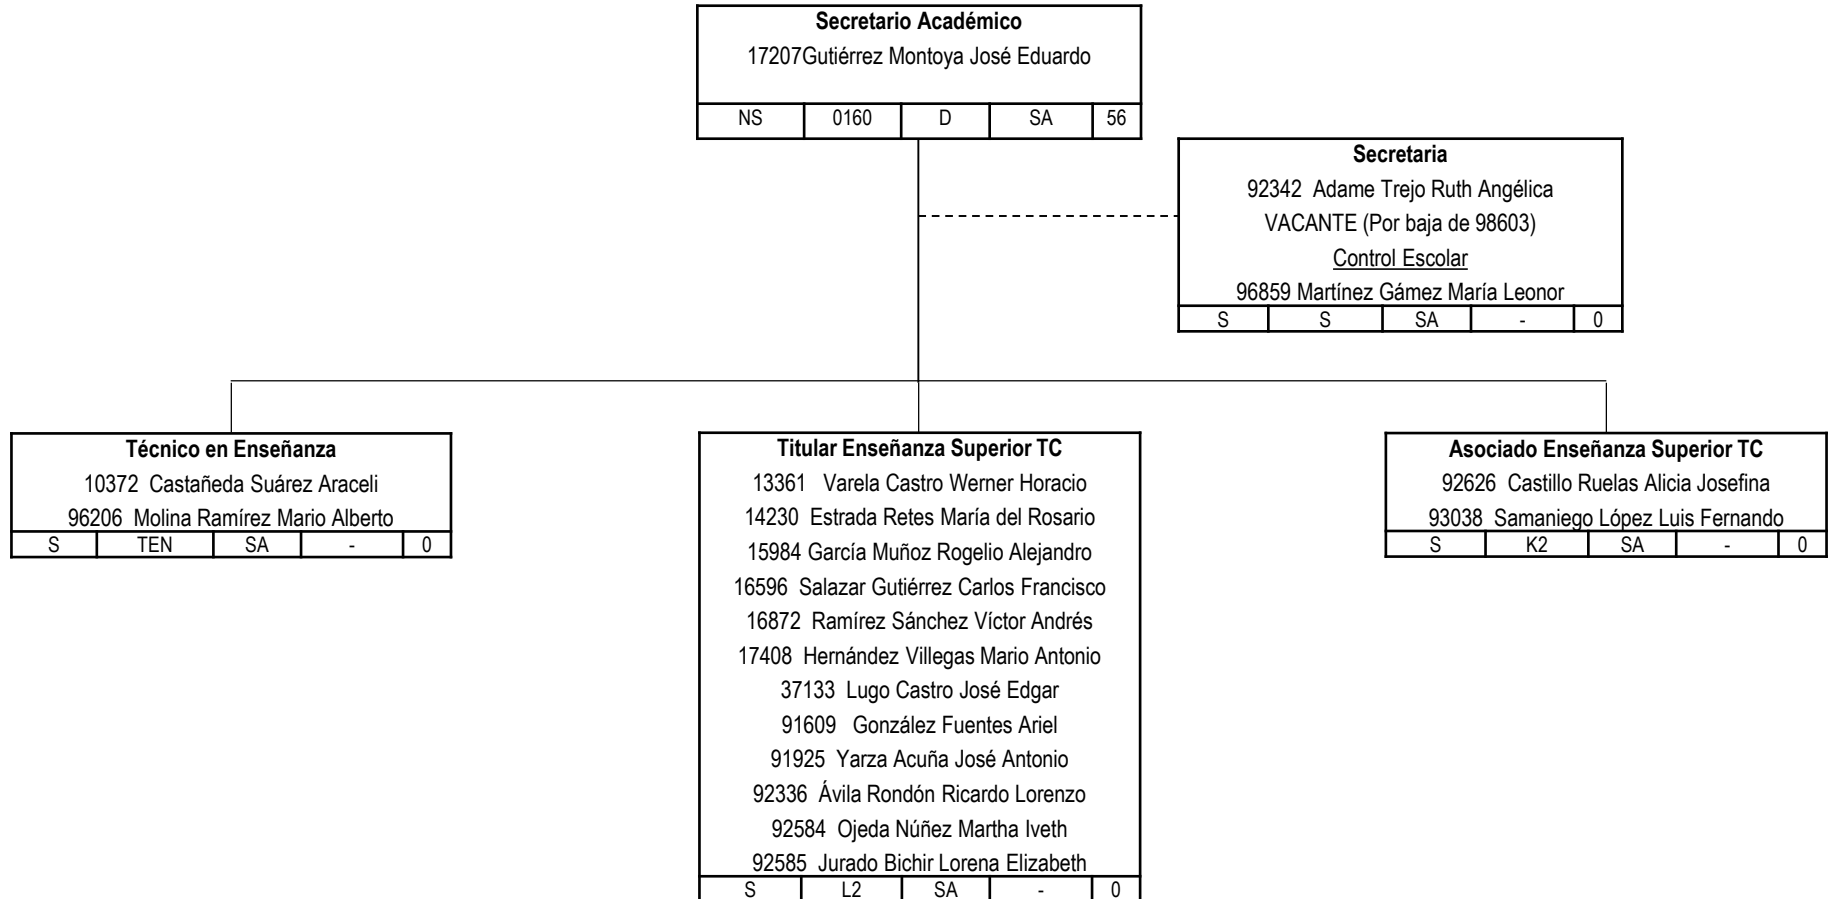 Secretario Académico
17207Gutiérrez Montoya José Eduardo
NS 0160 D SA 56
Secretaria
92342 Adame Trejo Ruth Angélica
VACANTE (Por baja de 98603)
Control Escolar
96859 Martínez Gámez María Leonor
S S SA - 0
Técnico en Enseñanza
10372 Castañeda Suárez Araceli
96206 Molina Ramírez Mario Alberto
S TEN SA - 0
Titular Enseñanza Superior TC
13361 Varela Castro Werner Horacio
14230 Estrada Retes María del Rosario
15984 García Muñoz Rogelio Alejandro
16596 Salazar Gutiérrez Carlos Francisco
16872 Ramírez Sánchez Víctor Andrés
17408 Hernández Villegas Mario Antonio
37133 Lugo Castro José Edgar
91609 González Fuentes Ariel
91925 Yarza Acuña José Antonio
92336 Ávila Rondón Ricardo Lorenzo
92584 Ojeda Núñez Martha Iveth
92585 Jurado Bichir Lorena Elizabeth
S L2 SA - 0
Asociado Enseñanza Superior TC
92626 Castillo Ruelas Alicia Josefina
93038 Samaniego López Luis Fernando
S K2 SA - 0